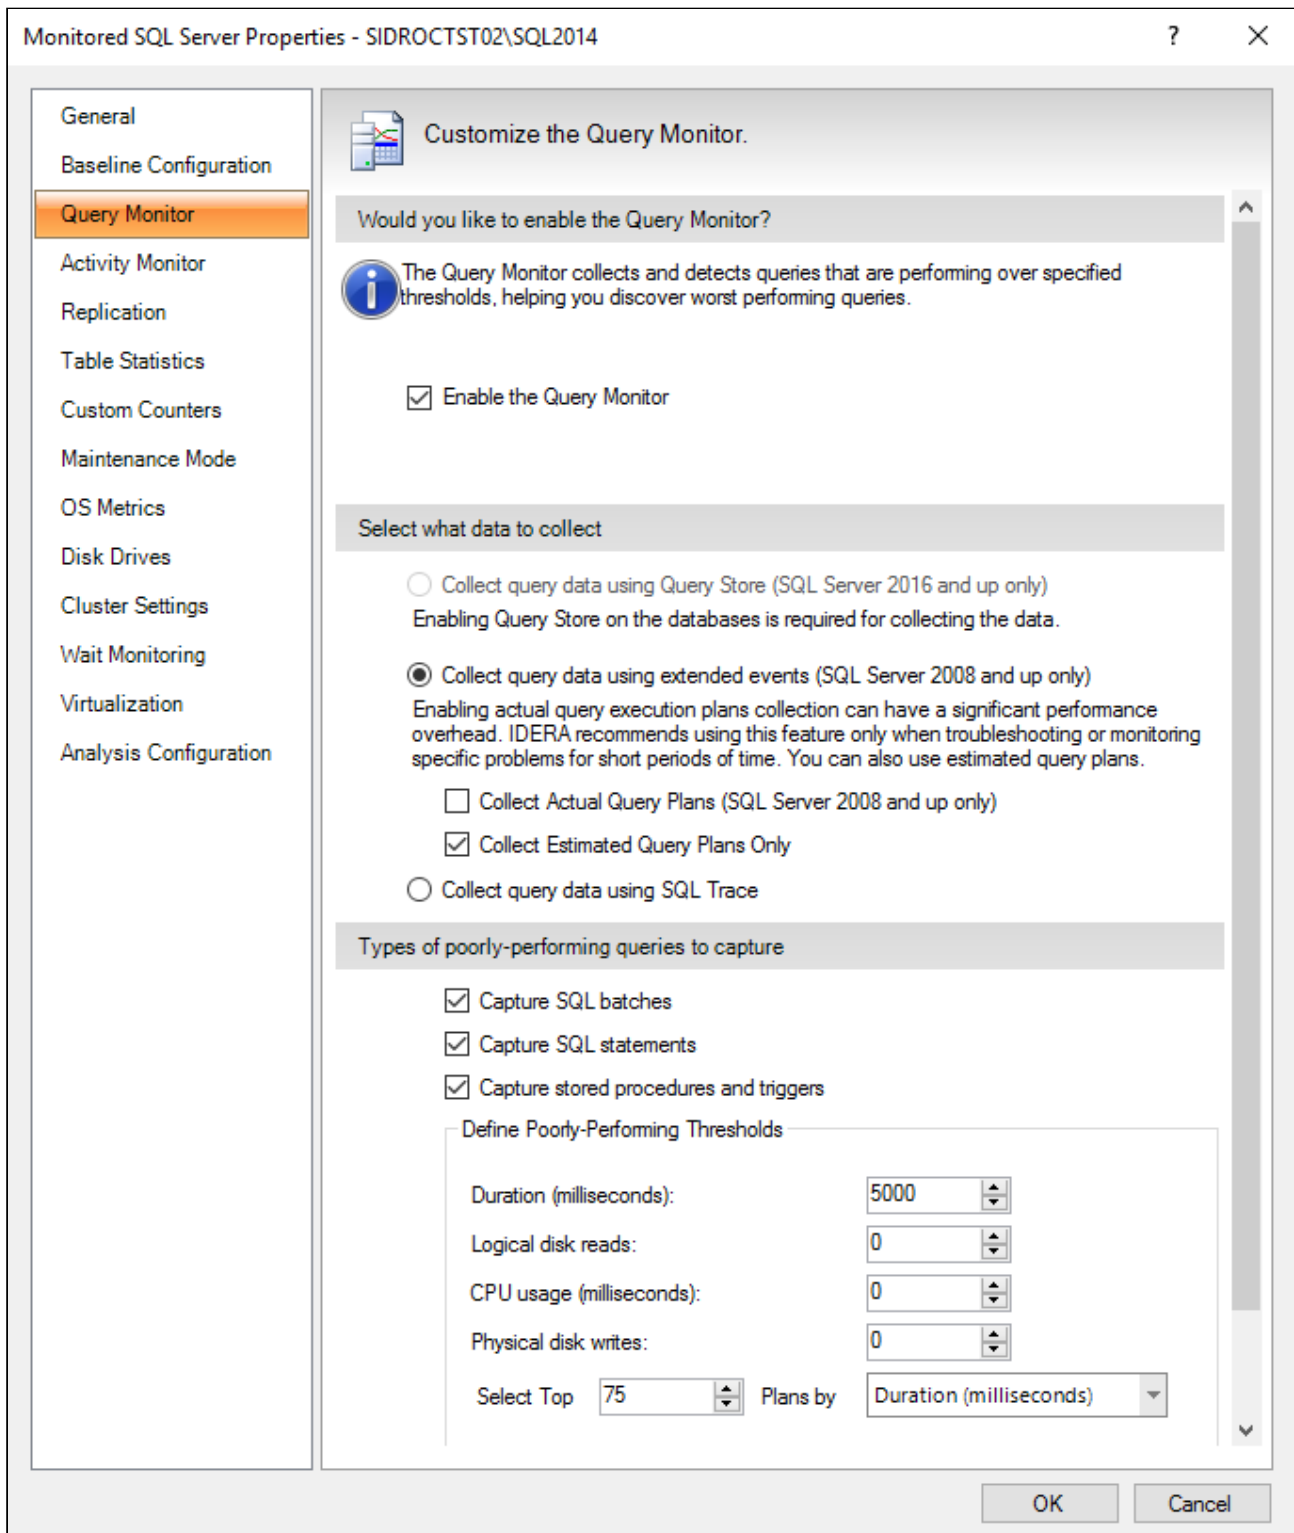 Monitored SQL Server Properties - SIDROCTST02\SQL2014
?
General
Baseline Configuration
Query Monitor
Activity Monitor
Replication
Table Statistics
Custom Counters
Maintenance Mode
OS Metrics
Disk Drives
Cluster Settings
Wait Monitoring
Virtualization
Analysis Configuration
Customize the Query Monitor.
Would you like to enable the Query Monitor?
The Query Monitor collects and detects queries that are performing over specified
thresholds, helping you discover worst performing queries.
Enable the Query Monitor
Select what data to collect
Collect query data using Query Store (SQL Server 2016 and up only)
Enabling Query Store on the databases is required for collecting the data.
Collect query data using extended events (SQL Server 2008 and up only)
Enabling actual query execution plans collection can have a significant performance
overhead. IDERA recommends using this feature only when troubleshooting or monitoring
specific problems for short periods of time. You can also use estimated query plans.
Collect Actual Query Plans (SQL Server 2008 and up only)
Collect Estimated Query Plans Only
Collect query data using SQL Trace
Types of poorly-performing queries to capture
Capture SQL batches
Capture SQL statements
Capture stored procedures and triggers
Define Poorly-Performing Thresholds
Duration (milliseconds): 5000
Logical disk reads: 0
CPU usage (milliseconds): 0
Physical disk writes: 0
Select Top 75 Plans by Duration (milliseconds)
OK Cancel